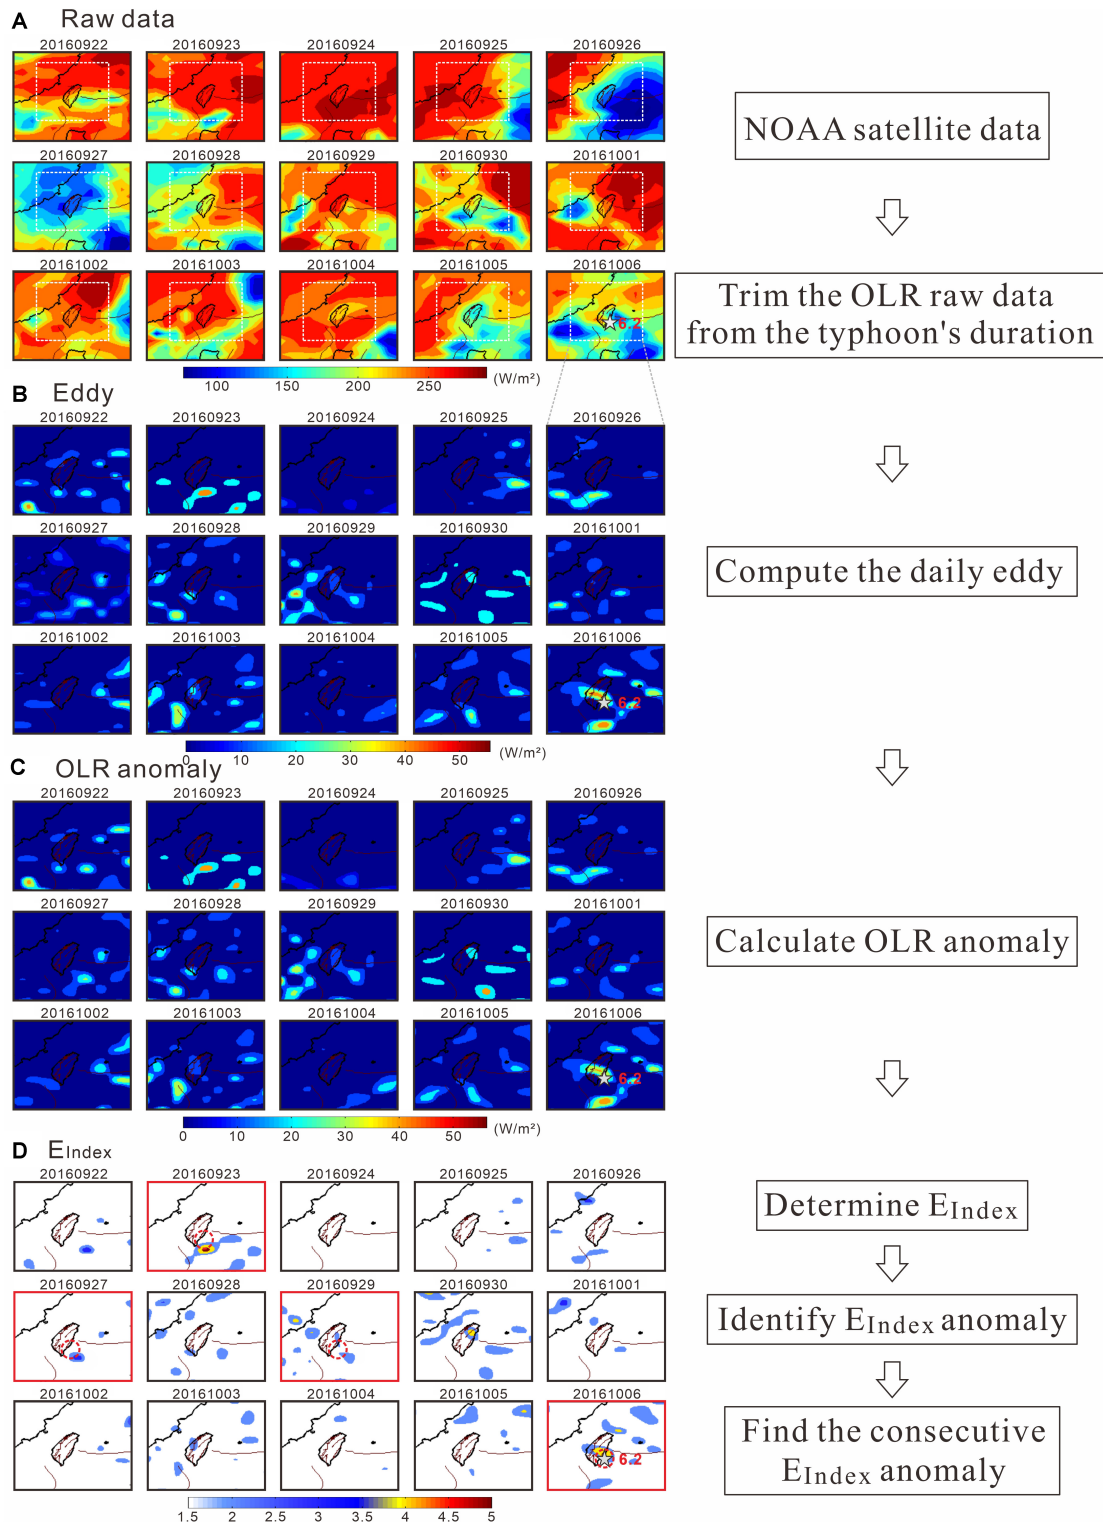 A Raw data
20160922 20160923 20160924 20160925 20160926
20160927 20160928 20160929 20160930 20161001
20161002 20161003 20161004 20161005 20161006
6.2
100 150 200 250 (W/m²)
NOAA satellite data
Trim the OLR raw data
from the typhoon's duration
B Eddy
20160922 20160923 20160924 20160925 20160926
20160927 20160928 20160929 20160930 20161001
20161002 20161003 20161004 20161005 20161006
6.2
0 10 20 30 40 50 (W/m²)
Compute the daily eddy
C OLR anomaly
20160922 20160923 20160924 20160925 20160926
20160927 20160928 20160929 20160930 20161001
20161002 20161003 20161004 20161005 20161006
6.2
0 10 20 30 40 50 (W/m²)
Calculate OLR anomaly
D EIndex
20160922 20160923 20160924 20160925 20160926
20160927 20160928 20160929 20160930 20161001
20161002 20161003 20161004 20161005 20161006
6.2
1.5 2 2.5 3 3.5 4 4.5 5
Determine EIndex
Identify EIndex anomaly
Find the consecutive
EIndex anomaly